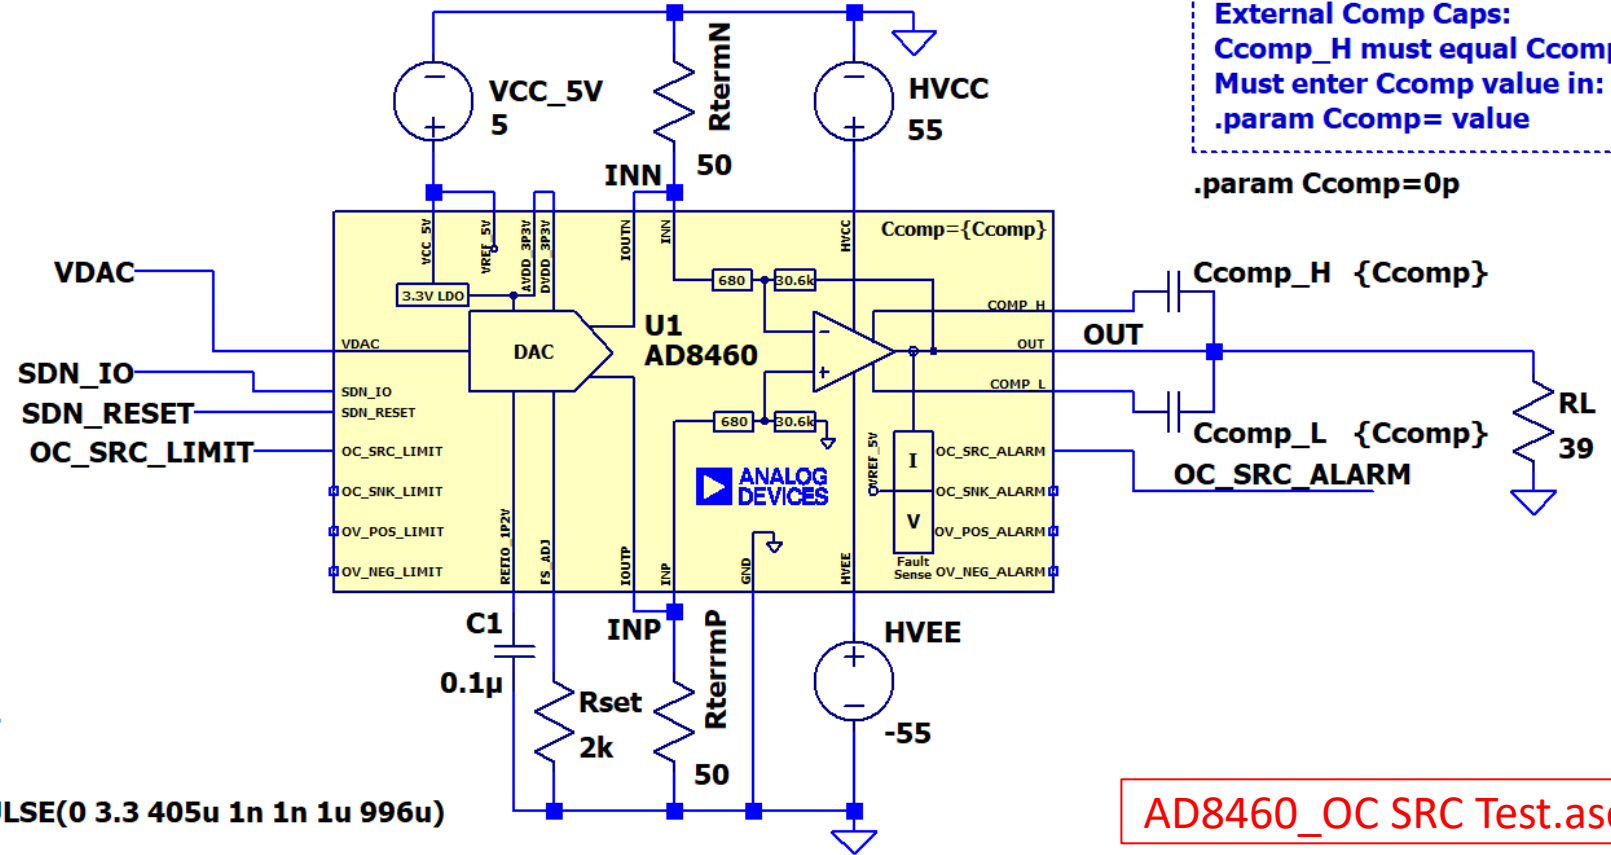 External Comp Caps:
Ccomp_H must equal Ccomp
Must enter Ccomp value in:
.param Ccomp= value
.param Ccomp=0p
VCC_5V
5
RtermN
50
HVCC
55
INN
VCC_5V
VREF_5V
AVDD_3P3V
DVDD_3P3V
IOUTN
INN
HVCC
Ccomp={Ccomp}
VDAC
3.3V LDO
680
30.6k
COMP_H
Ccomp_H {Ccomp}
U1
AD8460
VDAC
DAC
OUT
OUT
SDN_IO
SDN_IO
COMP_L
SDN_RESET
SDN_RESET
680
30.6k
Ccomp_L {Ccomp}
RL
39
OC_SRC_LIMIT
OC_SRC_LIMIT
VREF_5V
I
OC_SRC_ALARM
OC_SRC_ALARM
ANALOG
DEVICES
OC_SNK_LIMIT
OC_SNK_ALARM
OV_POS_LIMIT
V
OV_POS_ALARM
OV_NEG_LIMIT
Fault
Sense
OV_NEG_ALARM
REFIO_1P2V
FS_ADJ
IOUTP
INP
GND
HVEE
C1
0.1µ
INP
HVEE
-55
Rset
2k
RterrmP
50
LSE(0 3.3 405u 1n 1n 1u 996u)
AD8460_OC SRC Test.as